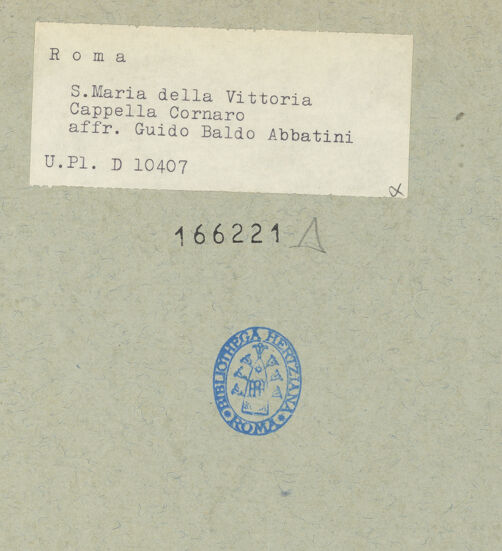 R o m a
S.Maria della Vittoria
Cappella Cornaro
affr. Guido Baldo Abbatini
U.Pl. D 10407
166221
BIBLIOTHECA HERTZIANA
ROMA